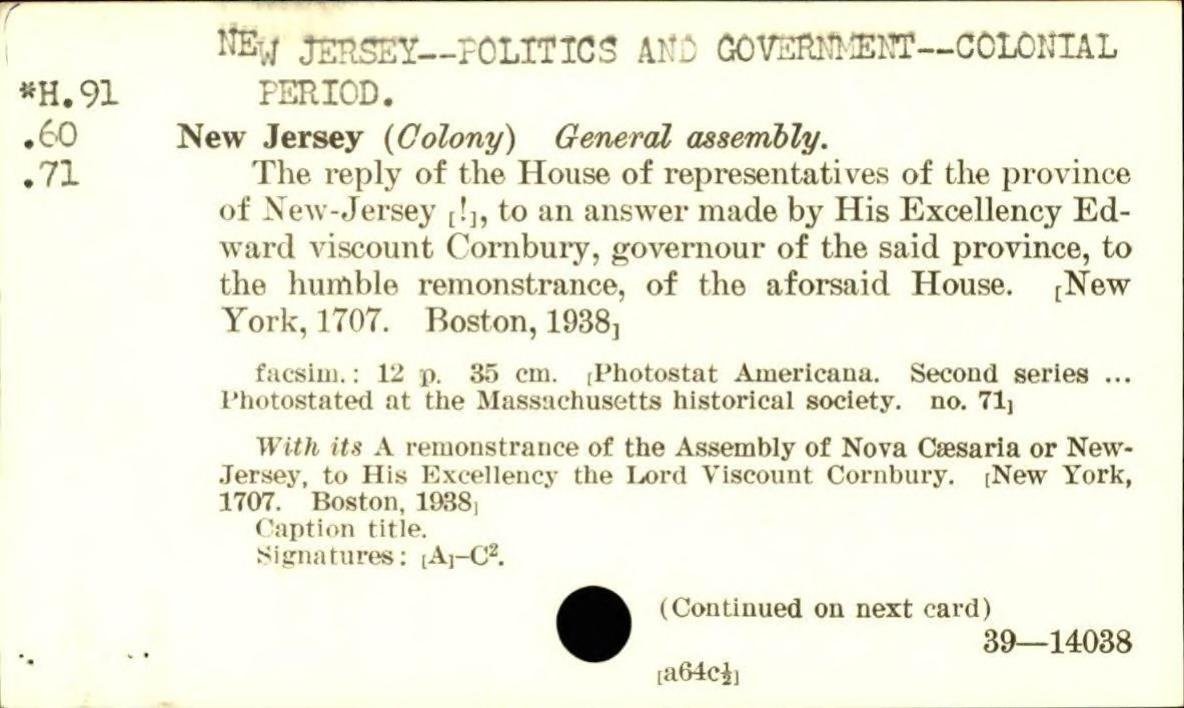 NEW JERSEY--POLITICS AND GOVERNMENT--COLONIAL
*H.91 PERIOD.
.60 New Jersey (Colony) General assembly.
.71 The reply of the House of representatives of the province
of New-Jersey [!], to an answer made by His Excellency Ed-
ward viscount Cornbury, governour of the said province, to
the humble remonstrance, of the aforsaid House. [New
York, 1707. Boston, 1938]
facsim.: 12 p. 35 cm. [Photostat Americana. Second series ...
Photostated at the Massachusetts historical society. no. 71]
With its A remonstrance of the Assembly of Nova Cæsaria or New-
Jersey, to His Excellency the Lord Viscount Cornbury. [New York,
1707. Boston, 1938]
Caption title.
Signatures: [A]–C².
(Continued on next card)
39—14038
[a64c½]